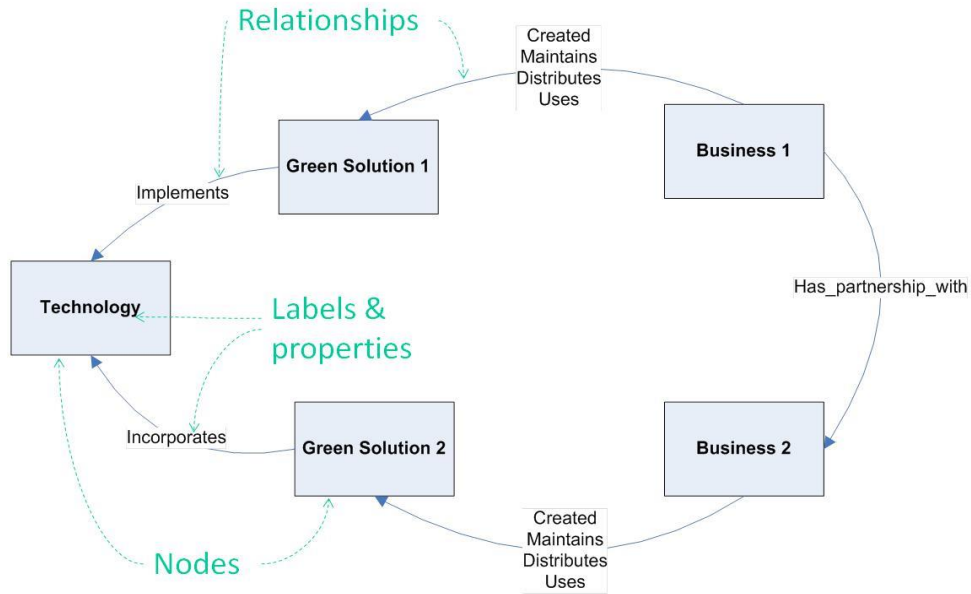 Relationships
Created
Maintains
Distributes
Uses
Green Solution 1
Business 1
Implements
Technology
Labels &
properties
Has_partnership_with
Incorporates
Green Solution 2
Business 2
Nodes
Created
Maintains
Distributes
Uses